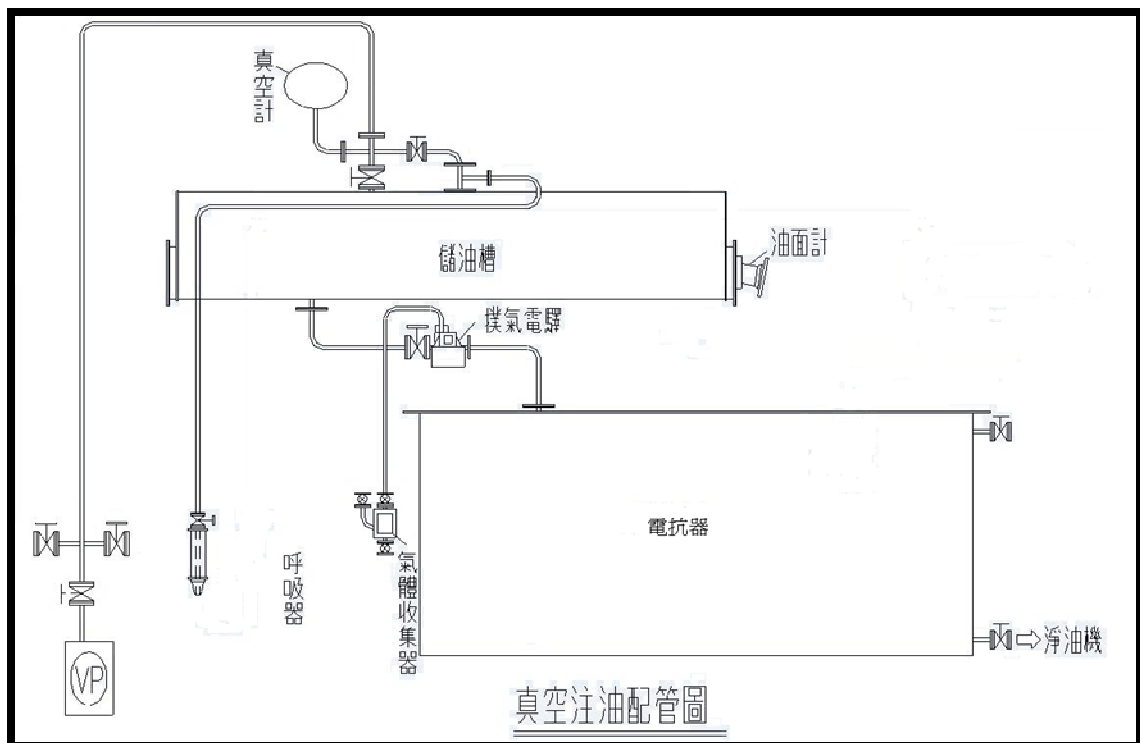 真空計
儲油槽
油面計
撲氣電驛
電抗器
呼吸器
氣體收集器
淨油機
VP
真空注油配管圖